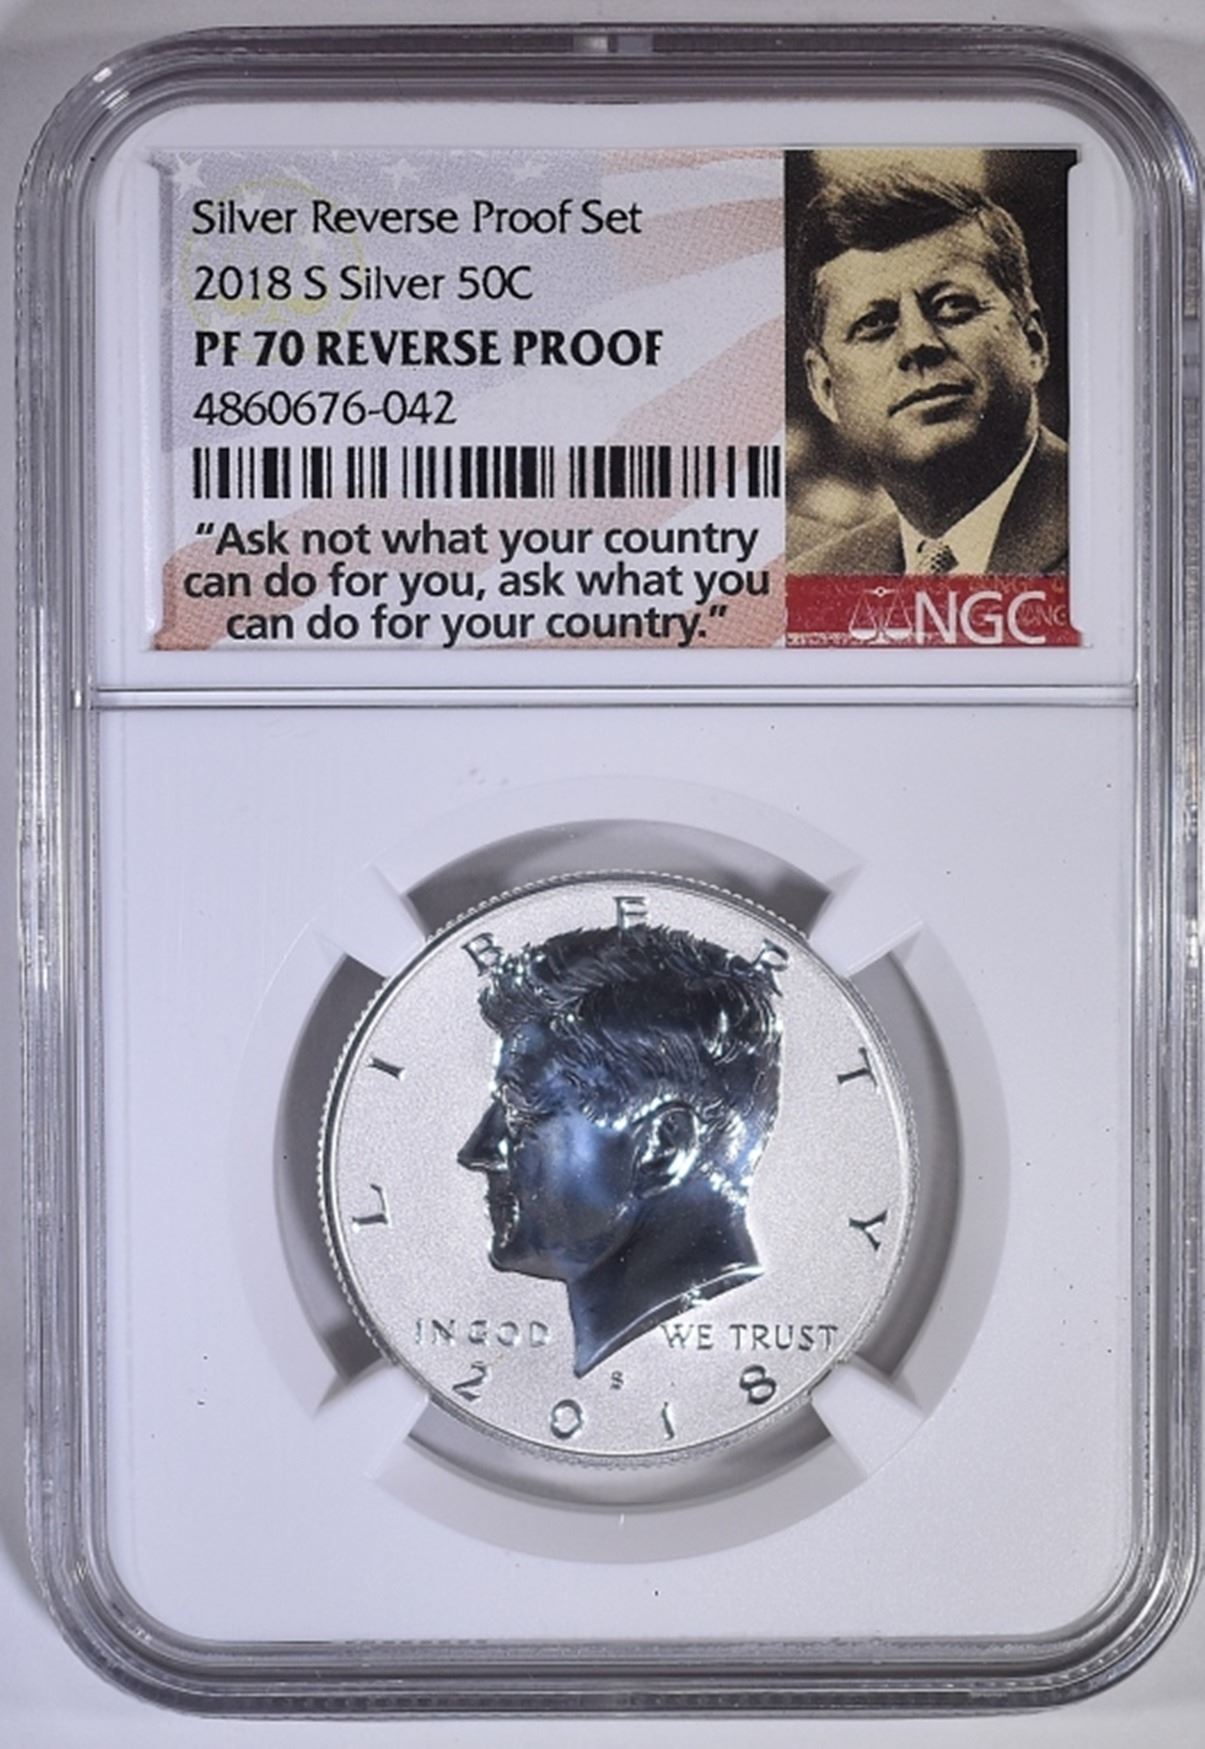 Silver Reverse Proof Set
2018 S Silver 50C
PF 70 REVERSE PROOF
4860676-042
“Ask not what your country
can do for you, ask what you
can do for your country.”
NGC
LIBERTY
IN GOD WE TRUST
S
2018